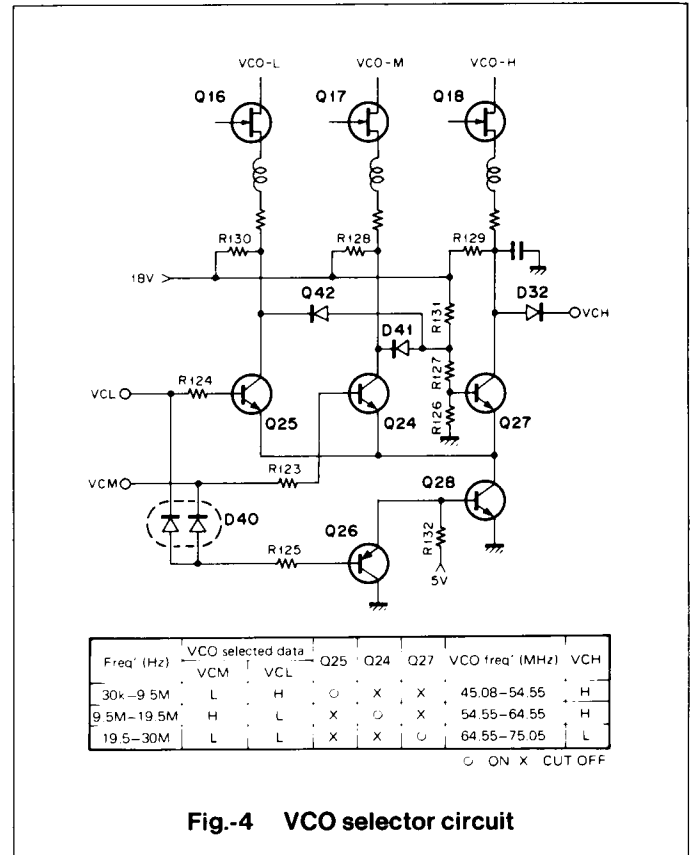 VCO-L VCO-M VCO-H
Q16 Q17 Q18
R130 R128 R129
18V
Q42 D32 VCH
R131
D41
R127
VCL R124
R126
Q25 Q24 Q27
R123
VCM Q28
D40 Q26
R125 R132
5V
Freq' (Hz) VCO selected data Q25 Q24 Q27 VCO freq' (MHz) VCH
VCM VCL
30k–9.5M L H ○ X X 45.08–54.55 H
9.5M–19.5M H L X ○ X 54.55–64.55 H
19.5–30M L L X X ○ 64.55–75.05 L
○ ON X CUT OFF
Fig.-4 VCO selector circuit